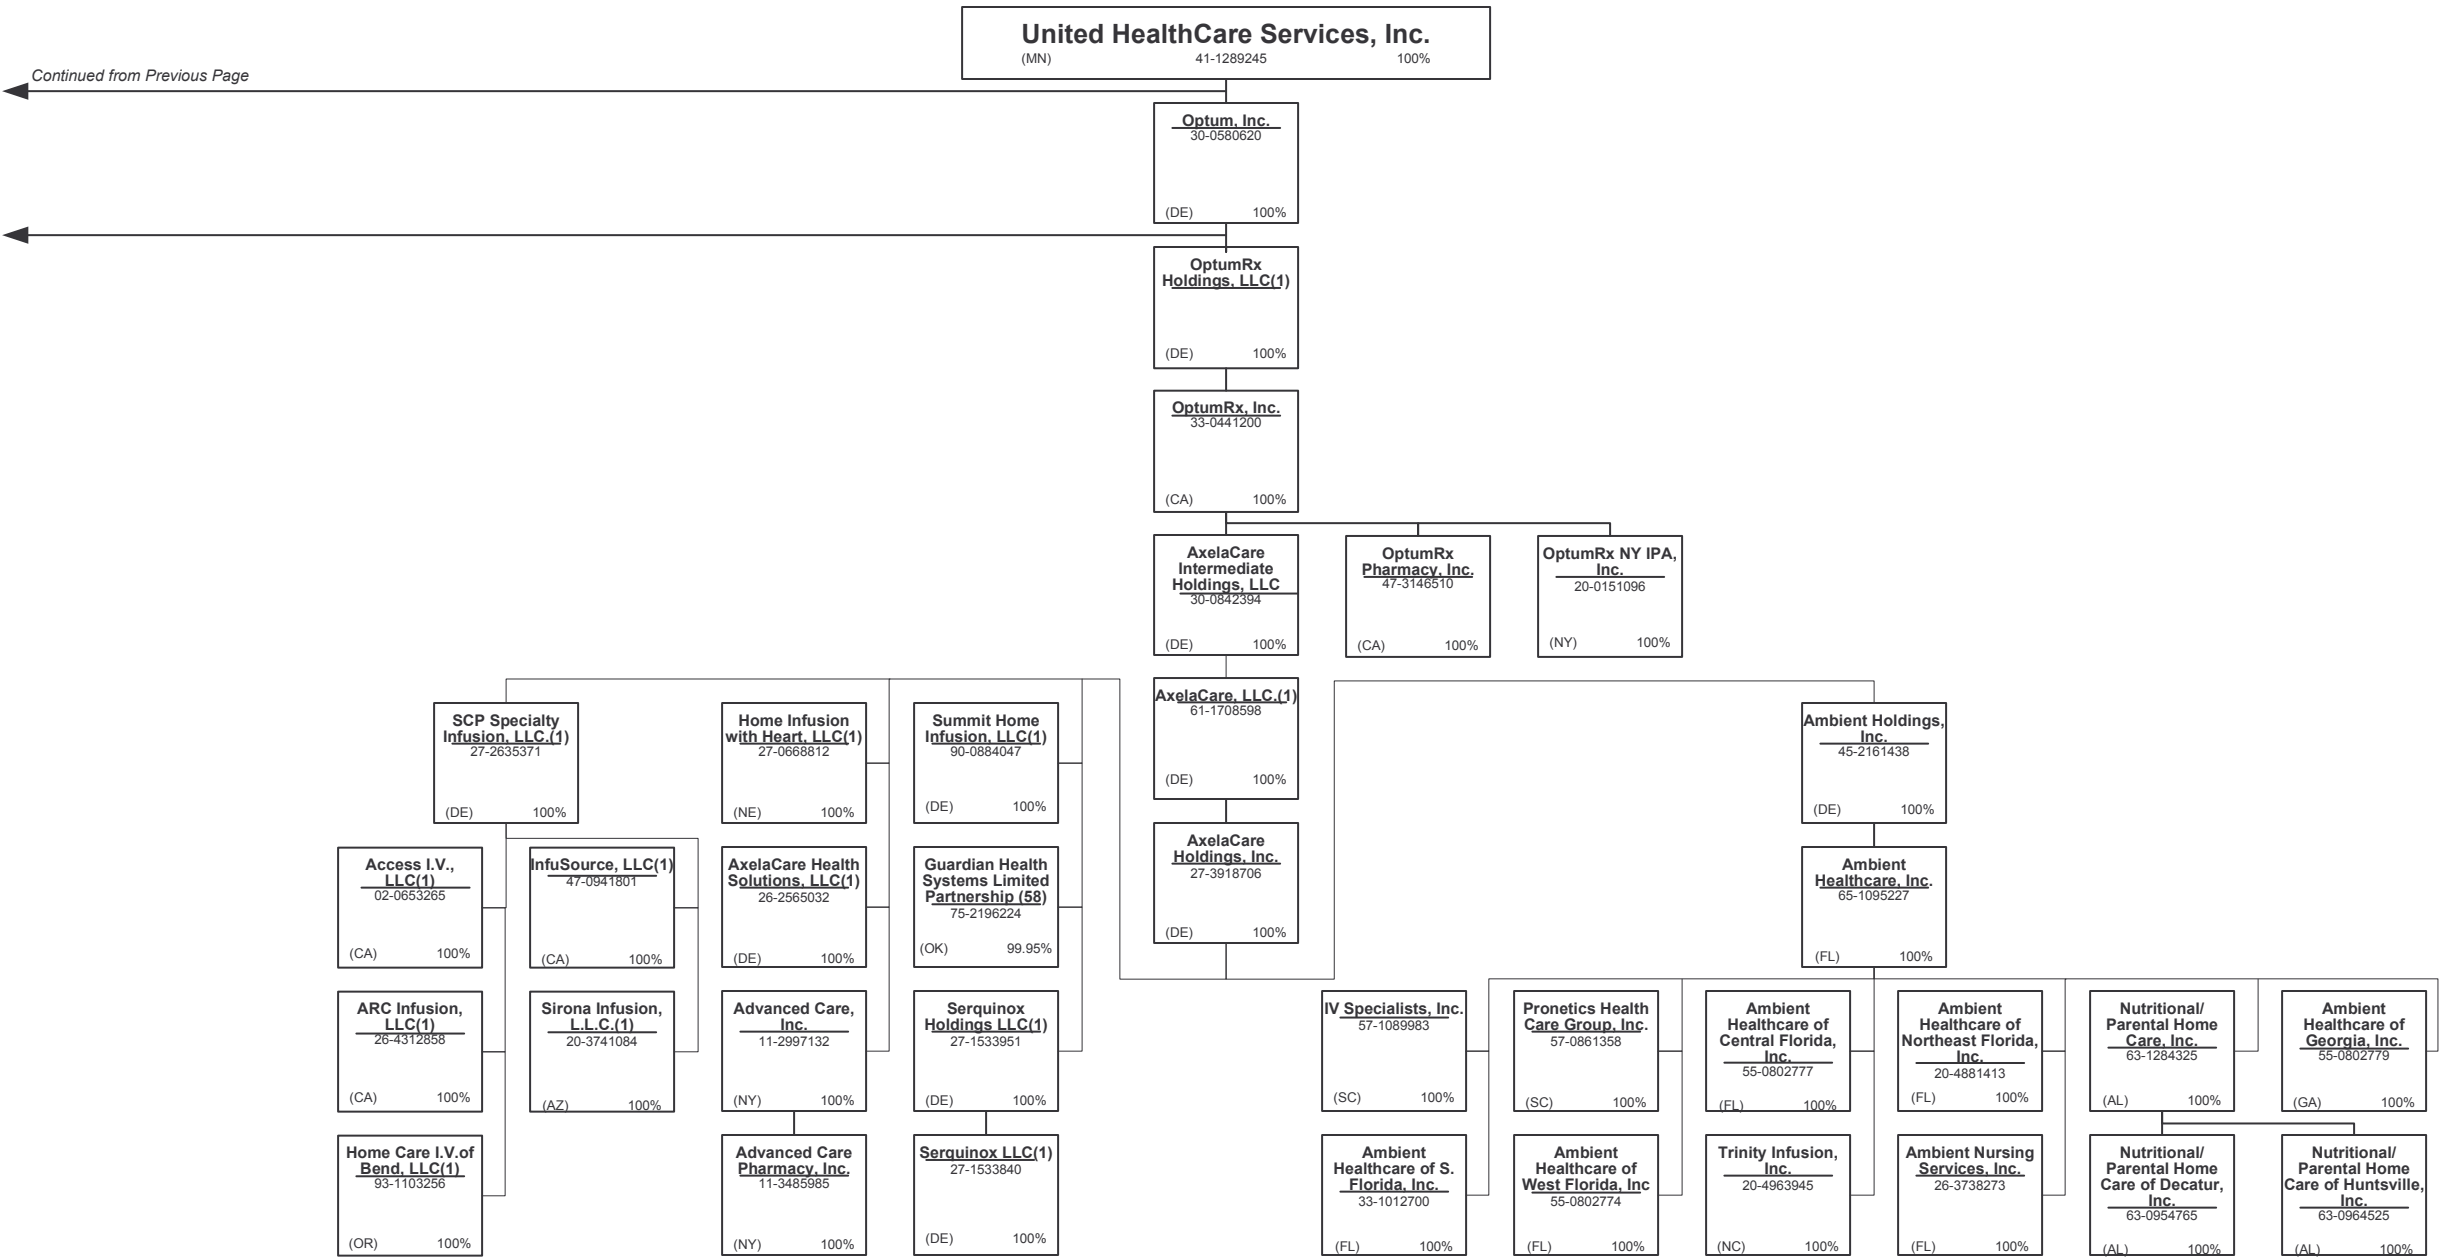 United HealthCare Services, Inc.
(MN) 41-1289245 100%
Continued from Previous Page
Optum, Inc.
30-0580620
(DE) 100%
OptumRx
Holdings, LLC(1)
(DE) 100%
OptumRx, Inc.
33-0441200
(CA) 100%
AxelaCare
Intermediate
Holdings, LLC
30-0842394
(DE) 100%
OptumRx
Pharmacy, Inc.
47-3146510
(CA) 100%
OptumRx NY IPA,
Inc.
20-0151096
(NY) 100%
AxelaCare, LLC.(1)
61-1708598
(DE) 100%
SCP Specialty
Infusion, LLC.(1)
27-2635371
(DE) 100%
Home Infusion
with Heart, LLC(1)
27-0668812
(NE) 100%
Summit Home
Infusion, LLC(1)
90-0884047
(DE) 100%
Ambient Holdings,
Inc.
45-2161438
(DE) 100%
AxelaCare
Holdings, Inc.
27-3918706
(DE) 100%
Access I.V.,
LLC(1)
02-0653265
(CA) 100%
InfuSource, LLC(1)
47-0941801
(CA) 100%
AxelaCare Health
Solutions, LLC(1)
26-2565032
(DE) 100%
Guardian Health
Systems Limited
Partnership (58)
75-2196224
(OK) 99.95%
Ambient
Healthcare, Inc.
65-1095227
(FL) 100%
ARC Infusion,
LLC(1)
26-4312858
(CA) 100%
Sirona Infusion,
L.L.C.(1)
20-3741084
(AZ) 100%
Advanced Care,
Inc.
11-2997132
(NY) 100%
Serquinox
Holdings LLC(1)
27-1533951
(DE) 100%
IV Specialists, Inc.
57-1089983
(SC) 100%
Pronetics Health
Care Group, Inc.
57-0861358
(SC) 100%
Ambient
Healthcare of
Central Florida,
Inc.
55-0802777
(FL) 100%
Ambient
Healthcare of
Northeast Florida,
Inc.
20-4881413
(FL) 100%
Nutritional/
Parental Home
Care, Inc.
63-1284325
(AL) 100%
Ambient
Healthcare of
Georgia, Inc.
55-0802779
(GA) 100%
Home Care I.V.of
Bend, LLC(1)
93-1103256
(OR) 100%
Advanced Care
Pharmacy, Inc.
11-3485985
(NY) 100%
Serquinox LLC(1)
27-1533840
(DE) 100%
Ambient
Healthcare of S.
Florida, Inc.
33-1012700
(FL) 100%
Ambient
Healthcare of
West Florida, Inc
55-0802774
(FL) 100%
Trinity Infusion,
Inc.
20-4963945
(NC) 100%
Ambient Nursing
Services, Inc.
26-3738273
(FL) 100%
Nutritional/
Parental Home
Care of Decatur,
Inc.
63-0954765
(AL) 100%
Nutritional/
Parental Home
Care of Huntsville,
Inc.
63-0964525
(AL) 100%